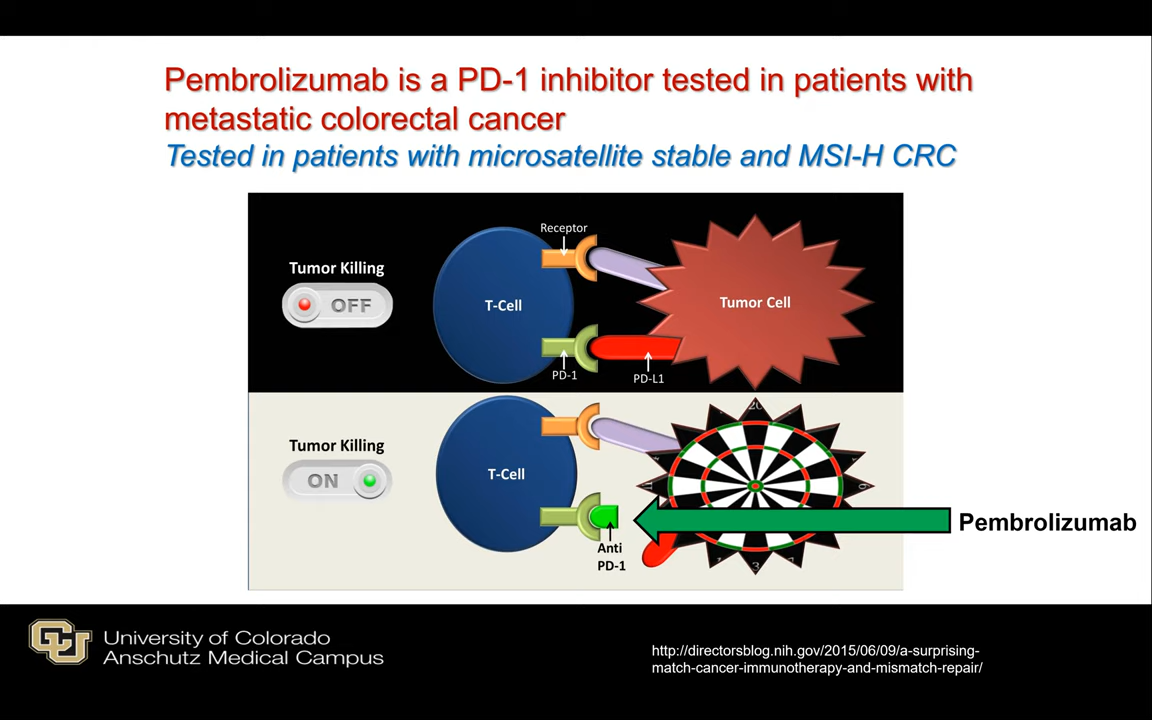 Pembrolizumab is a PD-1 inhibitor tested in patients with
metastatic colorectal cancer
Tested in patients with microsatellite stable and MSI-H CRC
Receptor
Tumor Killing
OFF
T-Cell
Tumor Cell
PD-1
PD-L1
Tumor Killing
ON
T-Cell
Anti
PD-1
Pembrolizumab
CU
University of Colorado
Anschutz Medical Campus
http://directorsblog.nih.gov/2015/06/09/a-surprising-
match-cancer-immunotherapy-and-mismatch-repair/